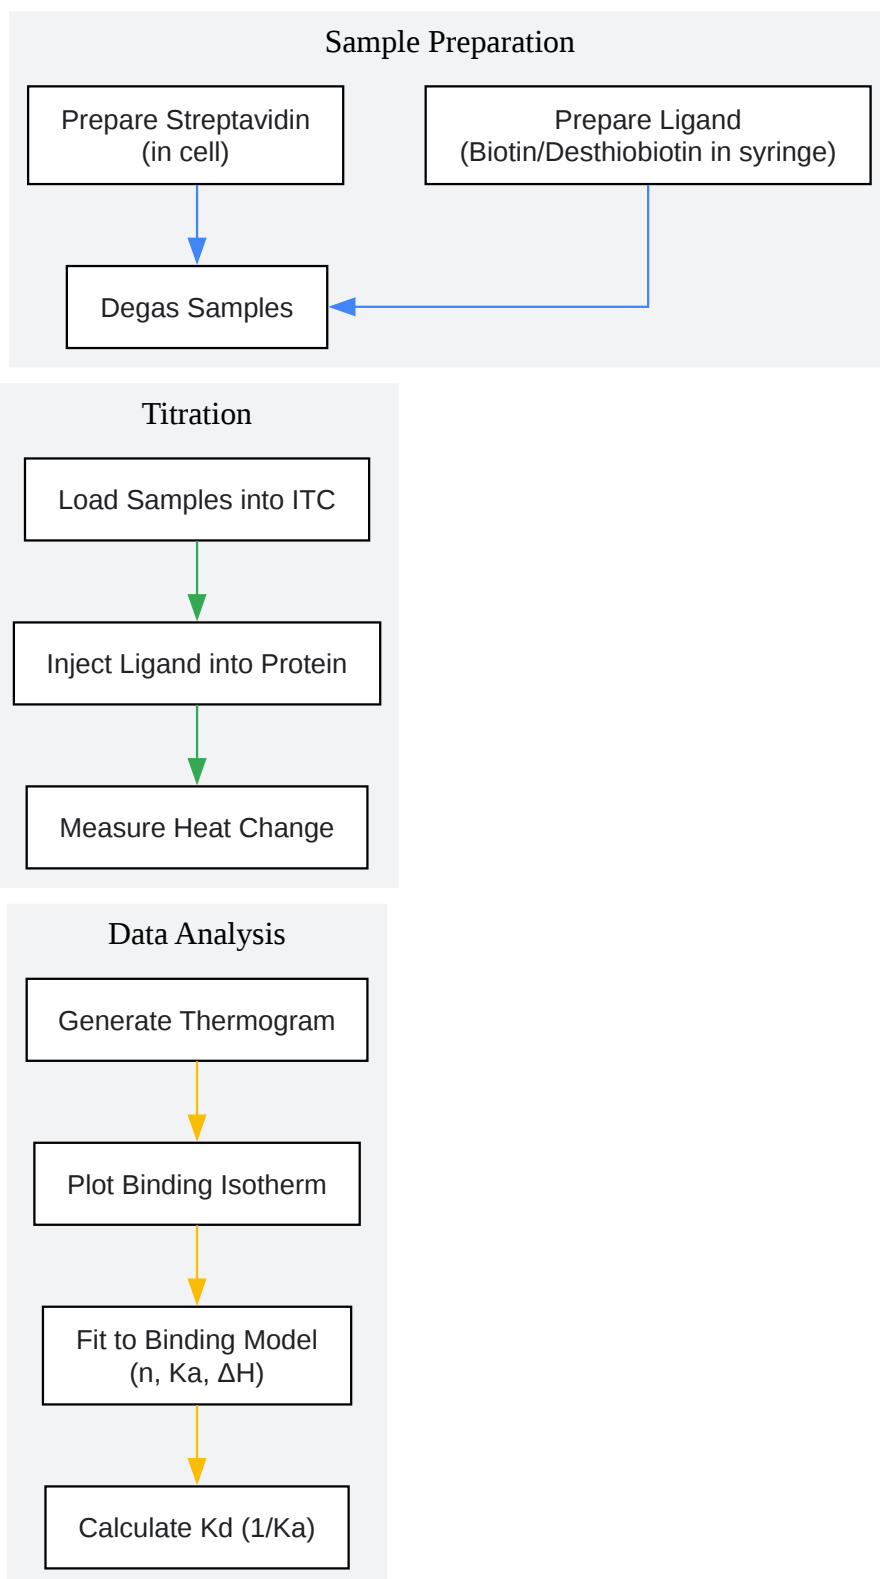 Sample Preparation
Prepare Streptavidin
(in cell)
Prepare Ligand
(Biotin/Desthiobiotin in syringe)
Degas Samples
Titration
Load Samples into ITC
Inject Ligand into Protein
Measure Heat Change
Data Analysis
Generate Thermogram
Plot Binding Isotherm
Fit to Binding Model
(n, Ka, ΔH)
Calculate Kd (1/Ka)